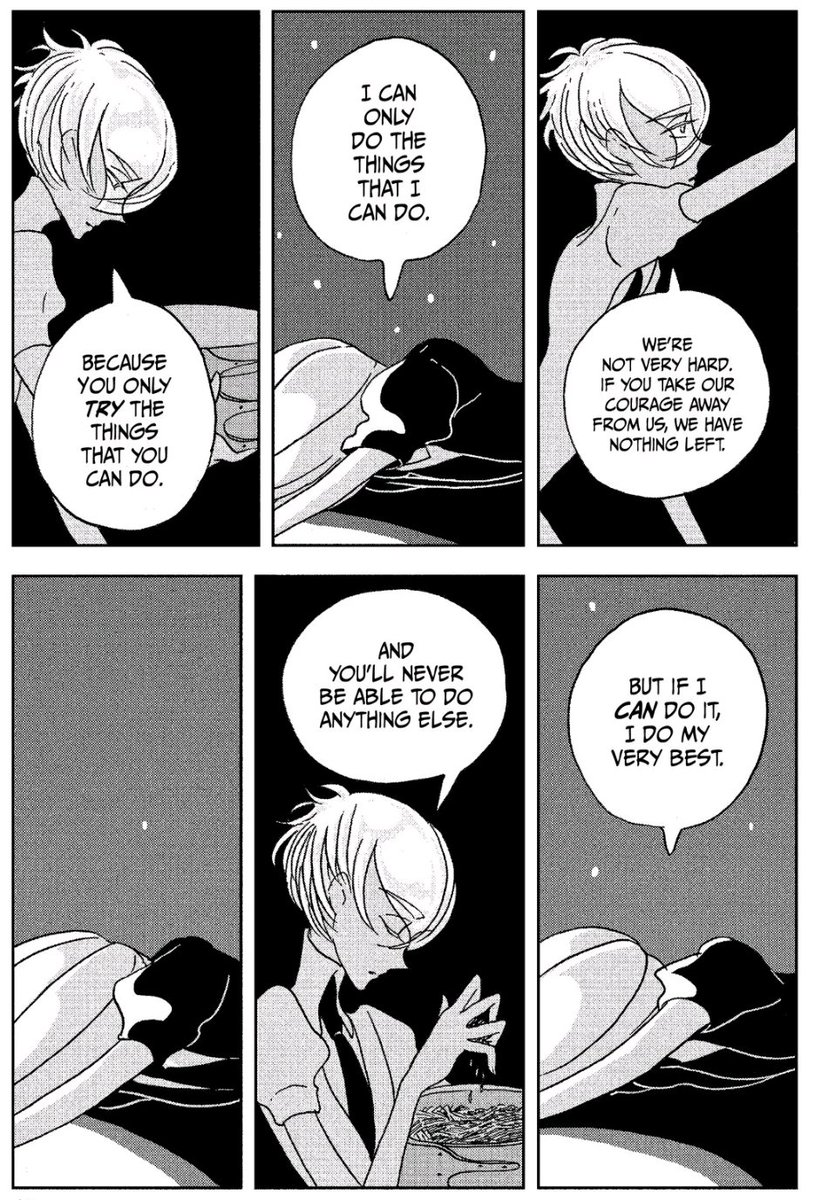 WE'RE
NOT VERY HARD.
IF YOU TAKE OUR
COURAGE AWAY
FROM US, WE HAVE
NOTHING LEFT.
I CAN
ONLY
DO THE
THINGS
THAT I
CAN DO.
BECAUSE
YOU ONLY
TRY THE
THINGS
THAT YOU
CAN DO.
BUT IF I
CAN DO IT,
I DO MY
VERY BEST.
AND
YOU'LL NEVER
BE ABLE TO DO
ANYTHING ELSE.